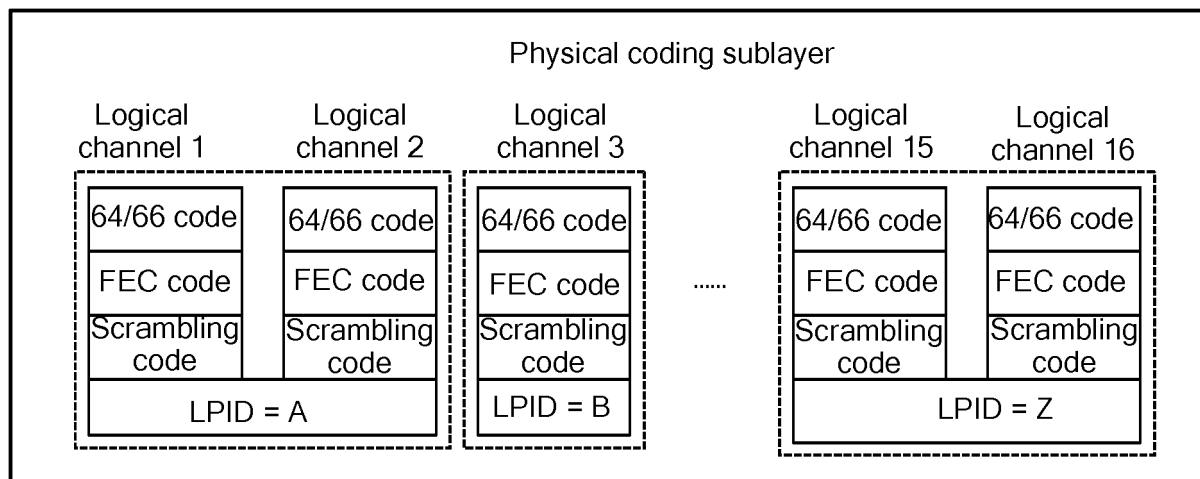 Physical coding sublayer
Logical channel 1
Logical channel 2
Logical channel 3
Logical channel 15
Logical channel 16
64/66 code
64/66 code
64/66 code
64/66 code
64/66 code
FEC code
FEC code
FEC code
......
FEC code
FEC code
Scrambling code
Scrambling code
Scrambling code
Scrambling code
Scrambling code
LPID = A
LPID = B
LPID = Z